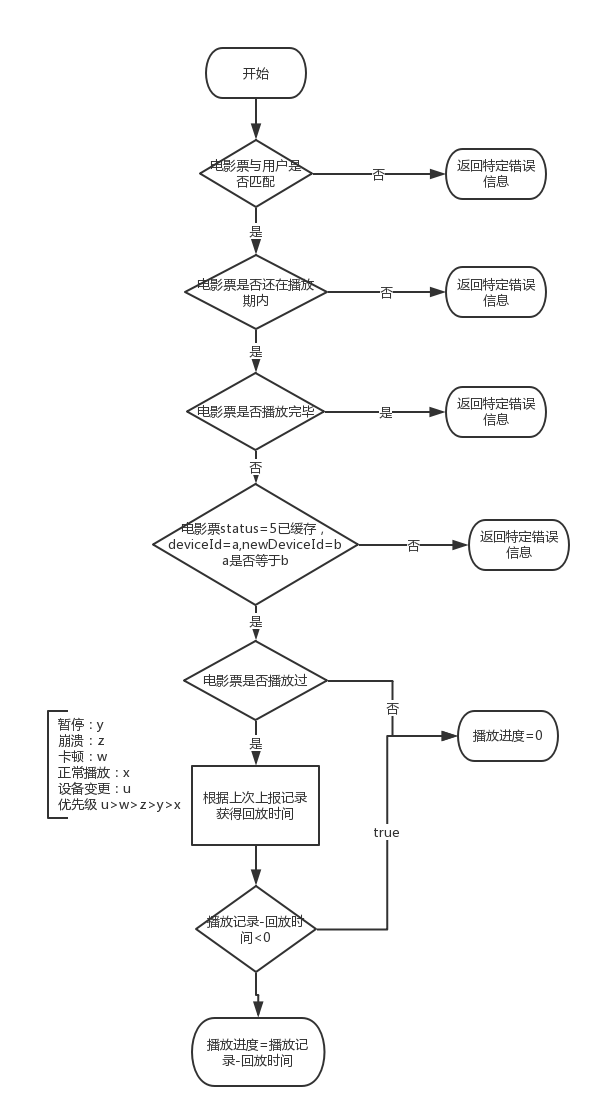 开始
电影票与用户是
否匹配
否
返回特定错误
信息
是
电影票是否还在播放
期内
否
返回特定错误
信息
是
电影票是否播放完毕
是
返回特定错误
信息
否
电影票status=5已缓存，
deviceId=a,newDeviceId=b
a是否等于b
否
返回特定错误
信息
是
电影票是否播放过
否
播放进度=0
是
暂停：y
崩溃：z
卡顿：w
正常播放：x
设备变更：u
优先级 u>w>z>y>x
根据上次上报记录
获得回放时间
true
播放记录-回放时
间<0
播放进度=播放记
录-回放时间